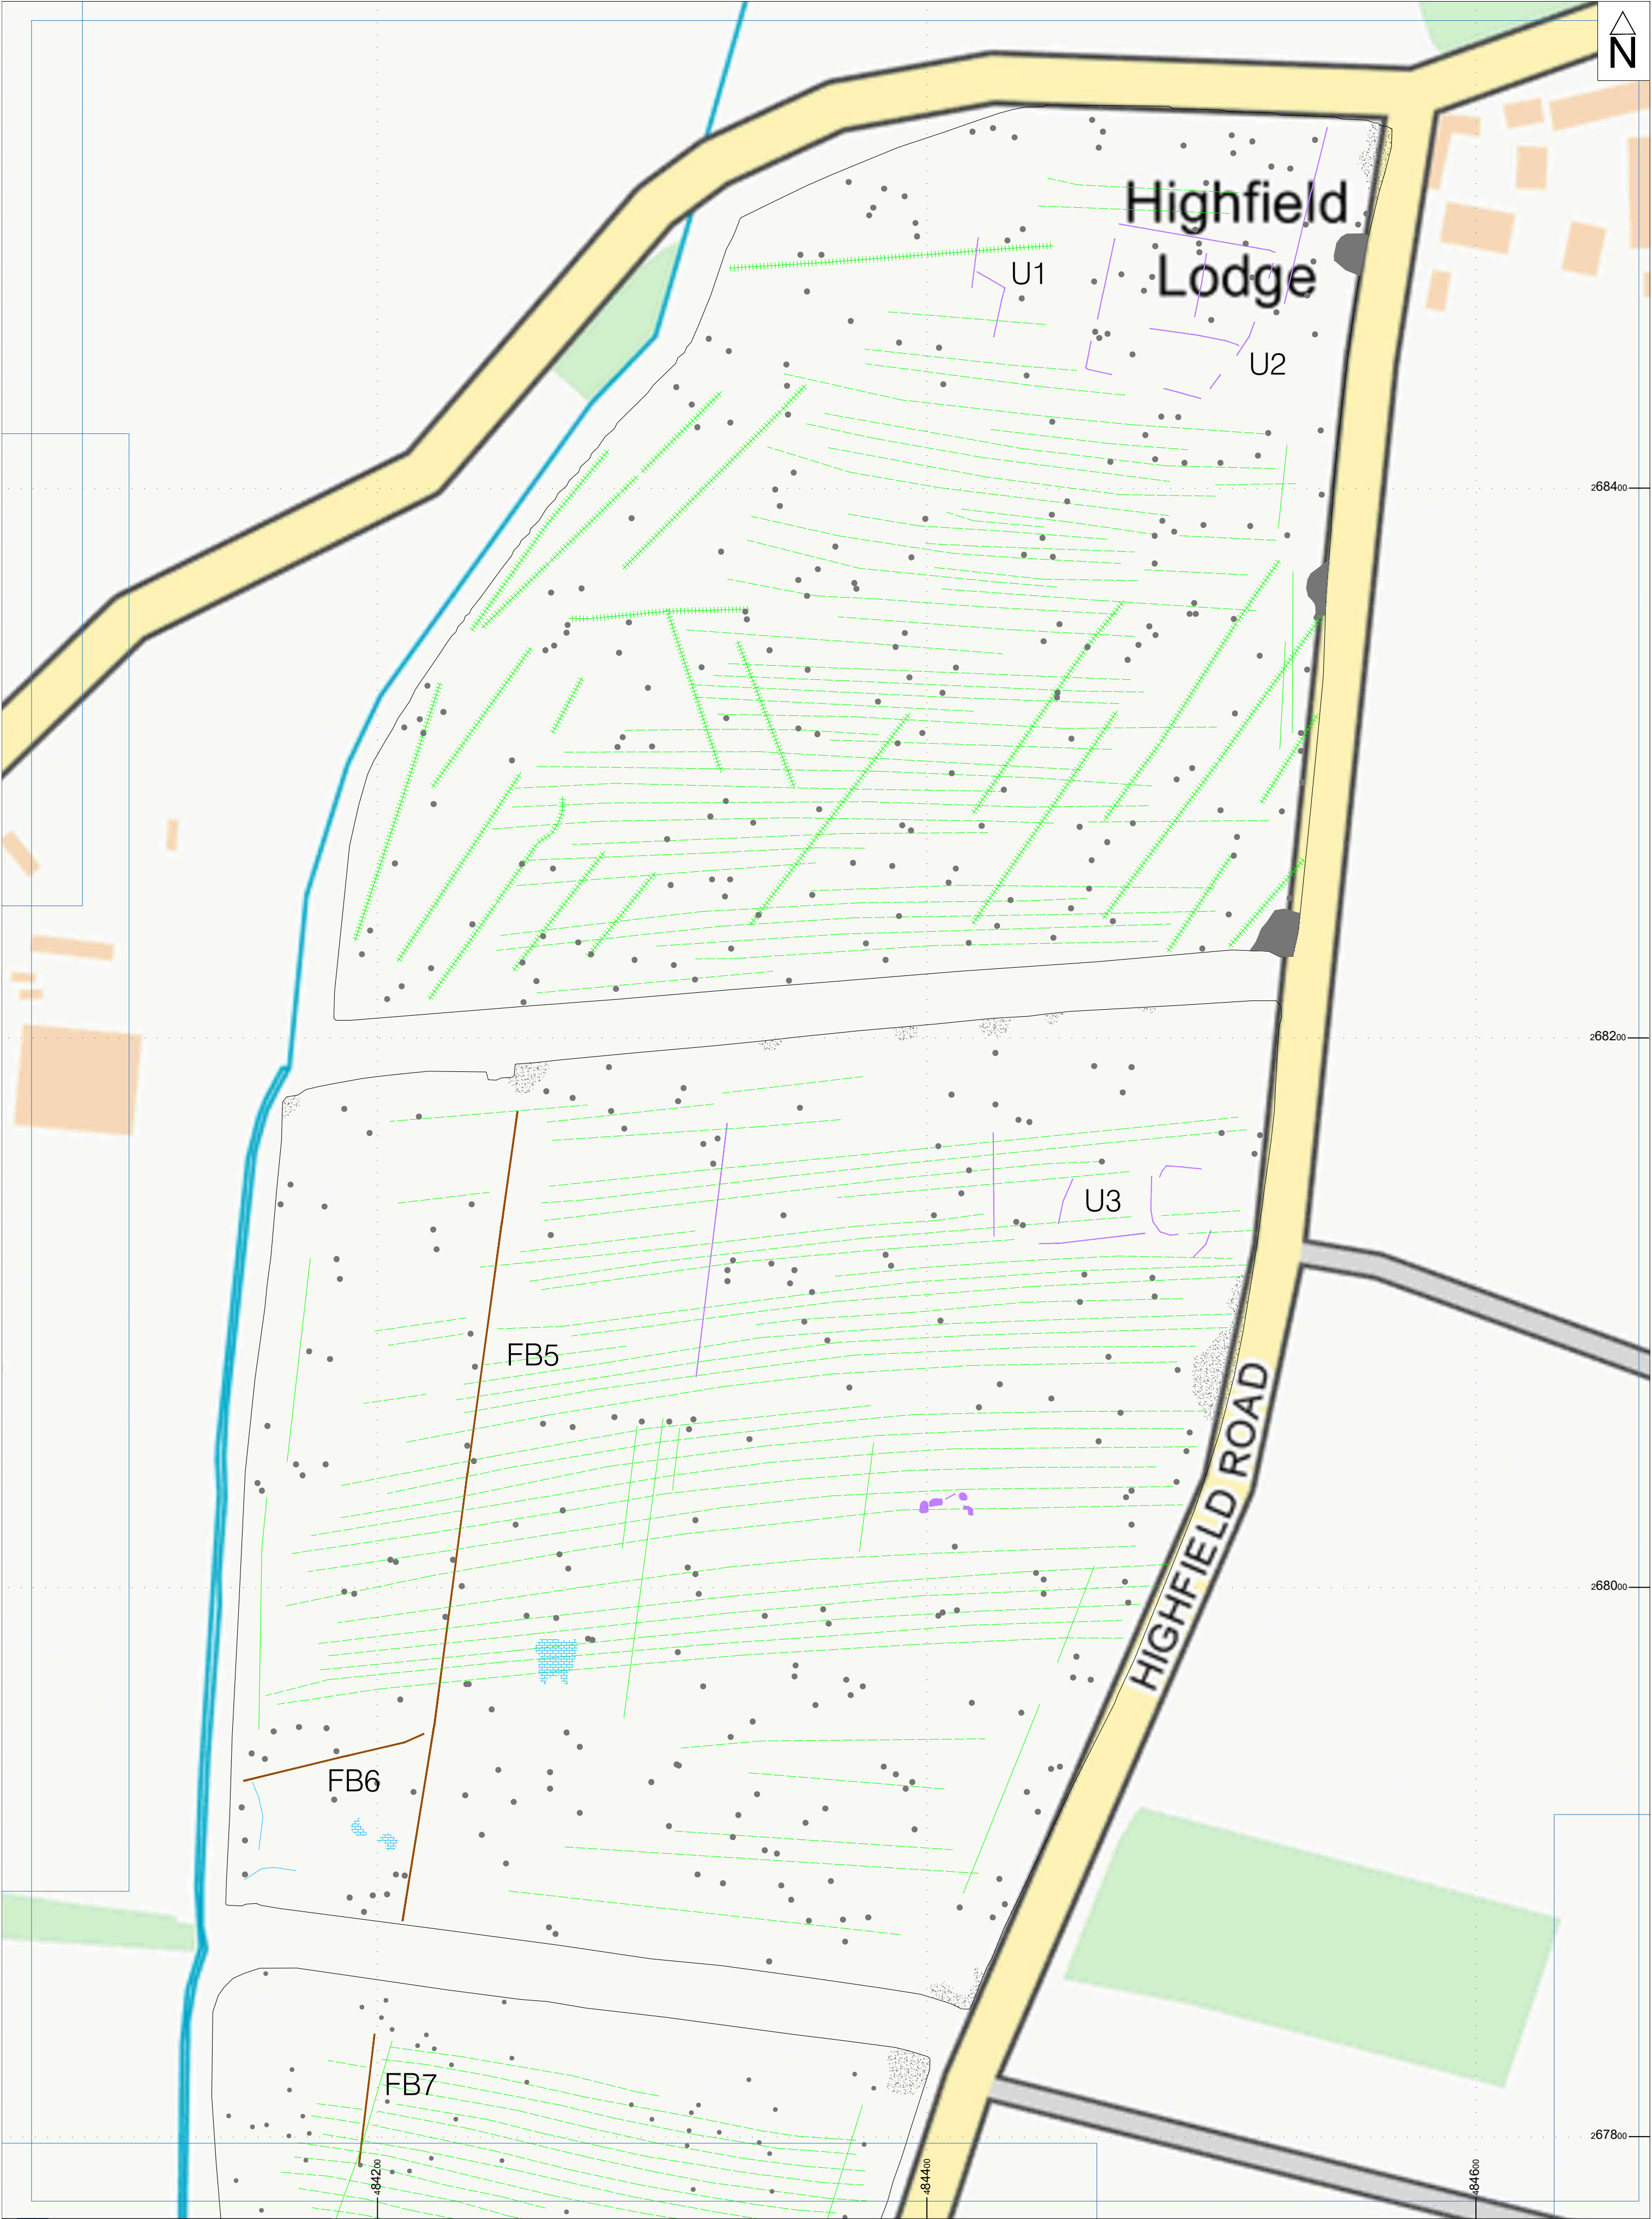 N
Highfield
Lodge
U1
U2
268400
268200
U3
FB5
HIGHFIELD ROAD
268000
FB6
FB7
267800
484200
484400
484600